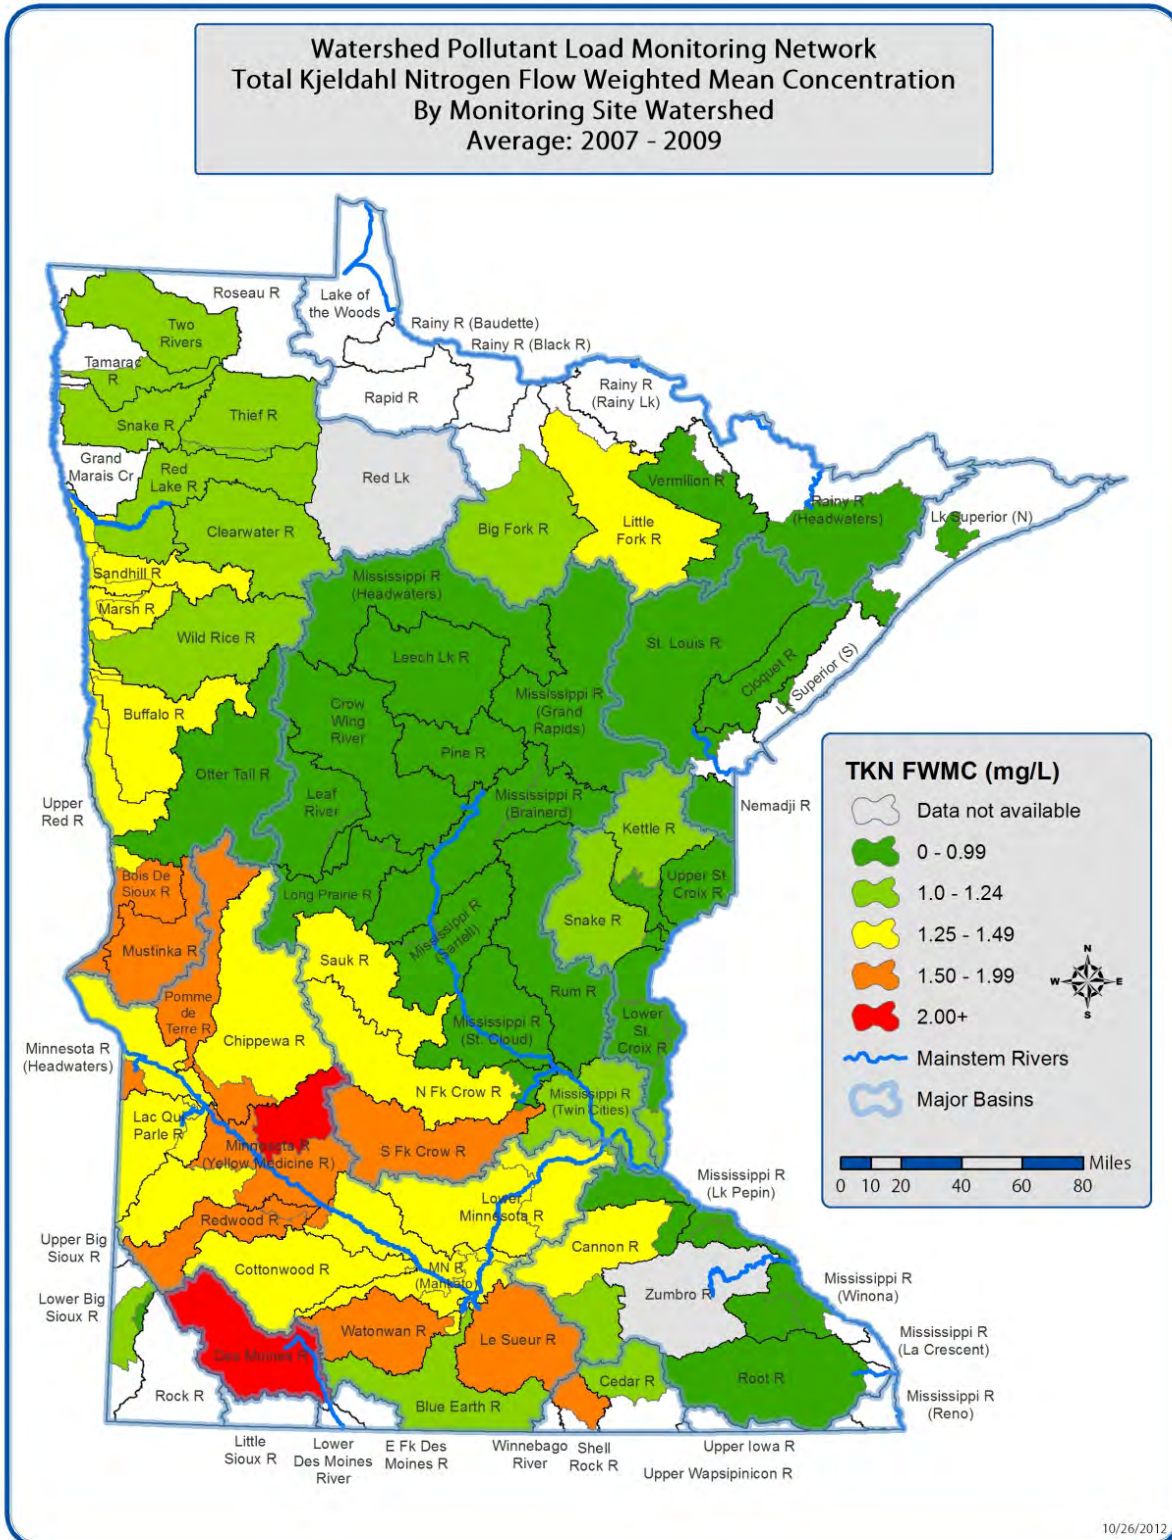 Watershed Pollutant Load Monitoring Network
Total Kjeldahl Nitrogen Flow Weighted Mean Concentration
By Monitoring Site Watershed
Average: 2007 - 2009
Roseau R
Lake of
the Woods
Two
Rivers
Rainy R (Baudette)
Rainy R (Black R)
Tamarac
R
Rapid R
Rainy R
(Rainy Lk)
Snake R
Thief R
Grand
Marais Cr
Red
Lake R
Red Lk
Vermilion R
Rainy R
(Headwaters)
Lk Superior (N)
Clearwater R
Big Fork R
Little
Fork R
Sandhill R
Mississippi R
(Headwaters)
Marsh R
Wild Rice R
Leech Lk R
St. Louis R
Cloquet R
Lk Superior (S)
Buffalo R
Crow
Wing
River
Mississippi R
(Grand
Rapids)
Pine R
Otter Tail R
Upper
Red R
Leaf
River
Mississippi R
(Brainerd)
Nemadji R
Kettle R
Bois De
Sioux R
Long Prairie R
Upper St.
Croix R
Mustinka R
Mississippi R
(Sartell)
Snake R
Sauk R
Pomme
de
Terre R
Rum R
Chippewa R
Mississippi R
(St. Cloud)
Lower
St.
Croix R
Minnesota R
(Headwaters)
N Fk Crow R
Mississippi R
(Twin Cities)
Lac Qui
Parle R
Minnesota R
(Yellow Medicine R)
S Fk Crow R
Mississippi R
(Lk Pepin)
Redwood R
Lower
Minnesota R
Upper Big
Sioux R
Cottonwood R
Cannon R
MN R
(Mankato)
Zumbro R
Mississippi R
(Winona)
Lower Big
Sioux R
Watonwan R
Le Sueur R
Mississippi R
(La Crescent)
Des Moines R
Rock R
Blue Earth R
Cedar R
Root R
Mississippi R
(Reno)
Little
Sioux R
Lower
Des Moines
River
E Fk Des
Moines R
Winnebago
River
Shell
Rock R
Upper Iowa R
Upper Wapsipinicon R
TKN FWMC (mg/L)
Data not available
0 - 0.99
1.0 - 1.24
1.25 - 1.49
1.50 - 1.99
2.00+
Mainstem Rivers
Major Basins
N
W E
S
Miles
0 10 20 40 60 80
10/26/2012